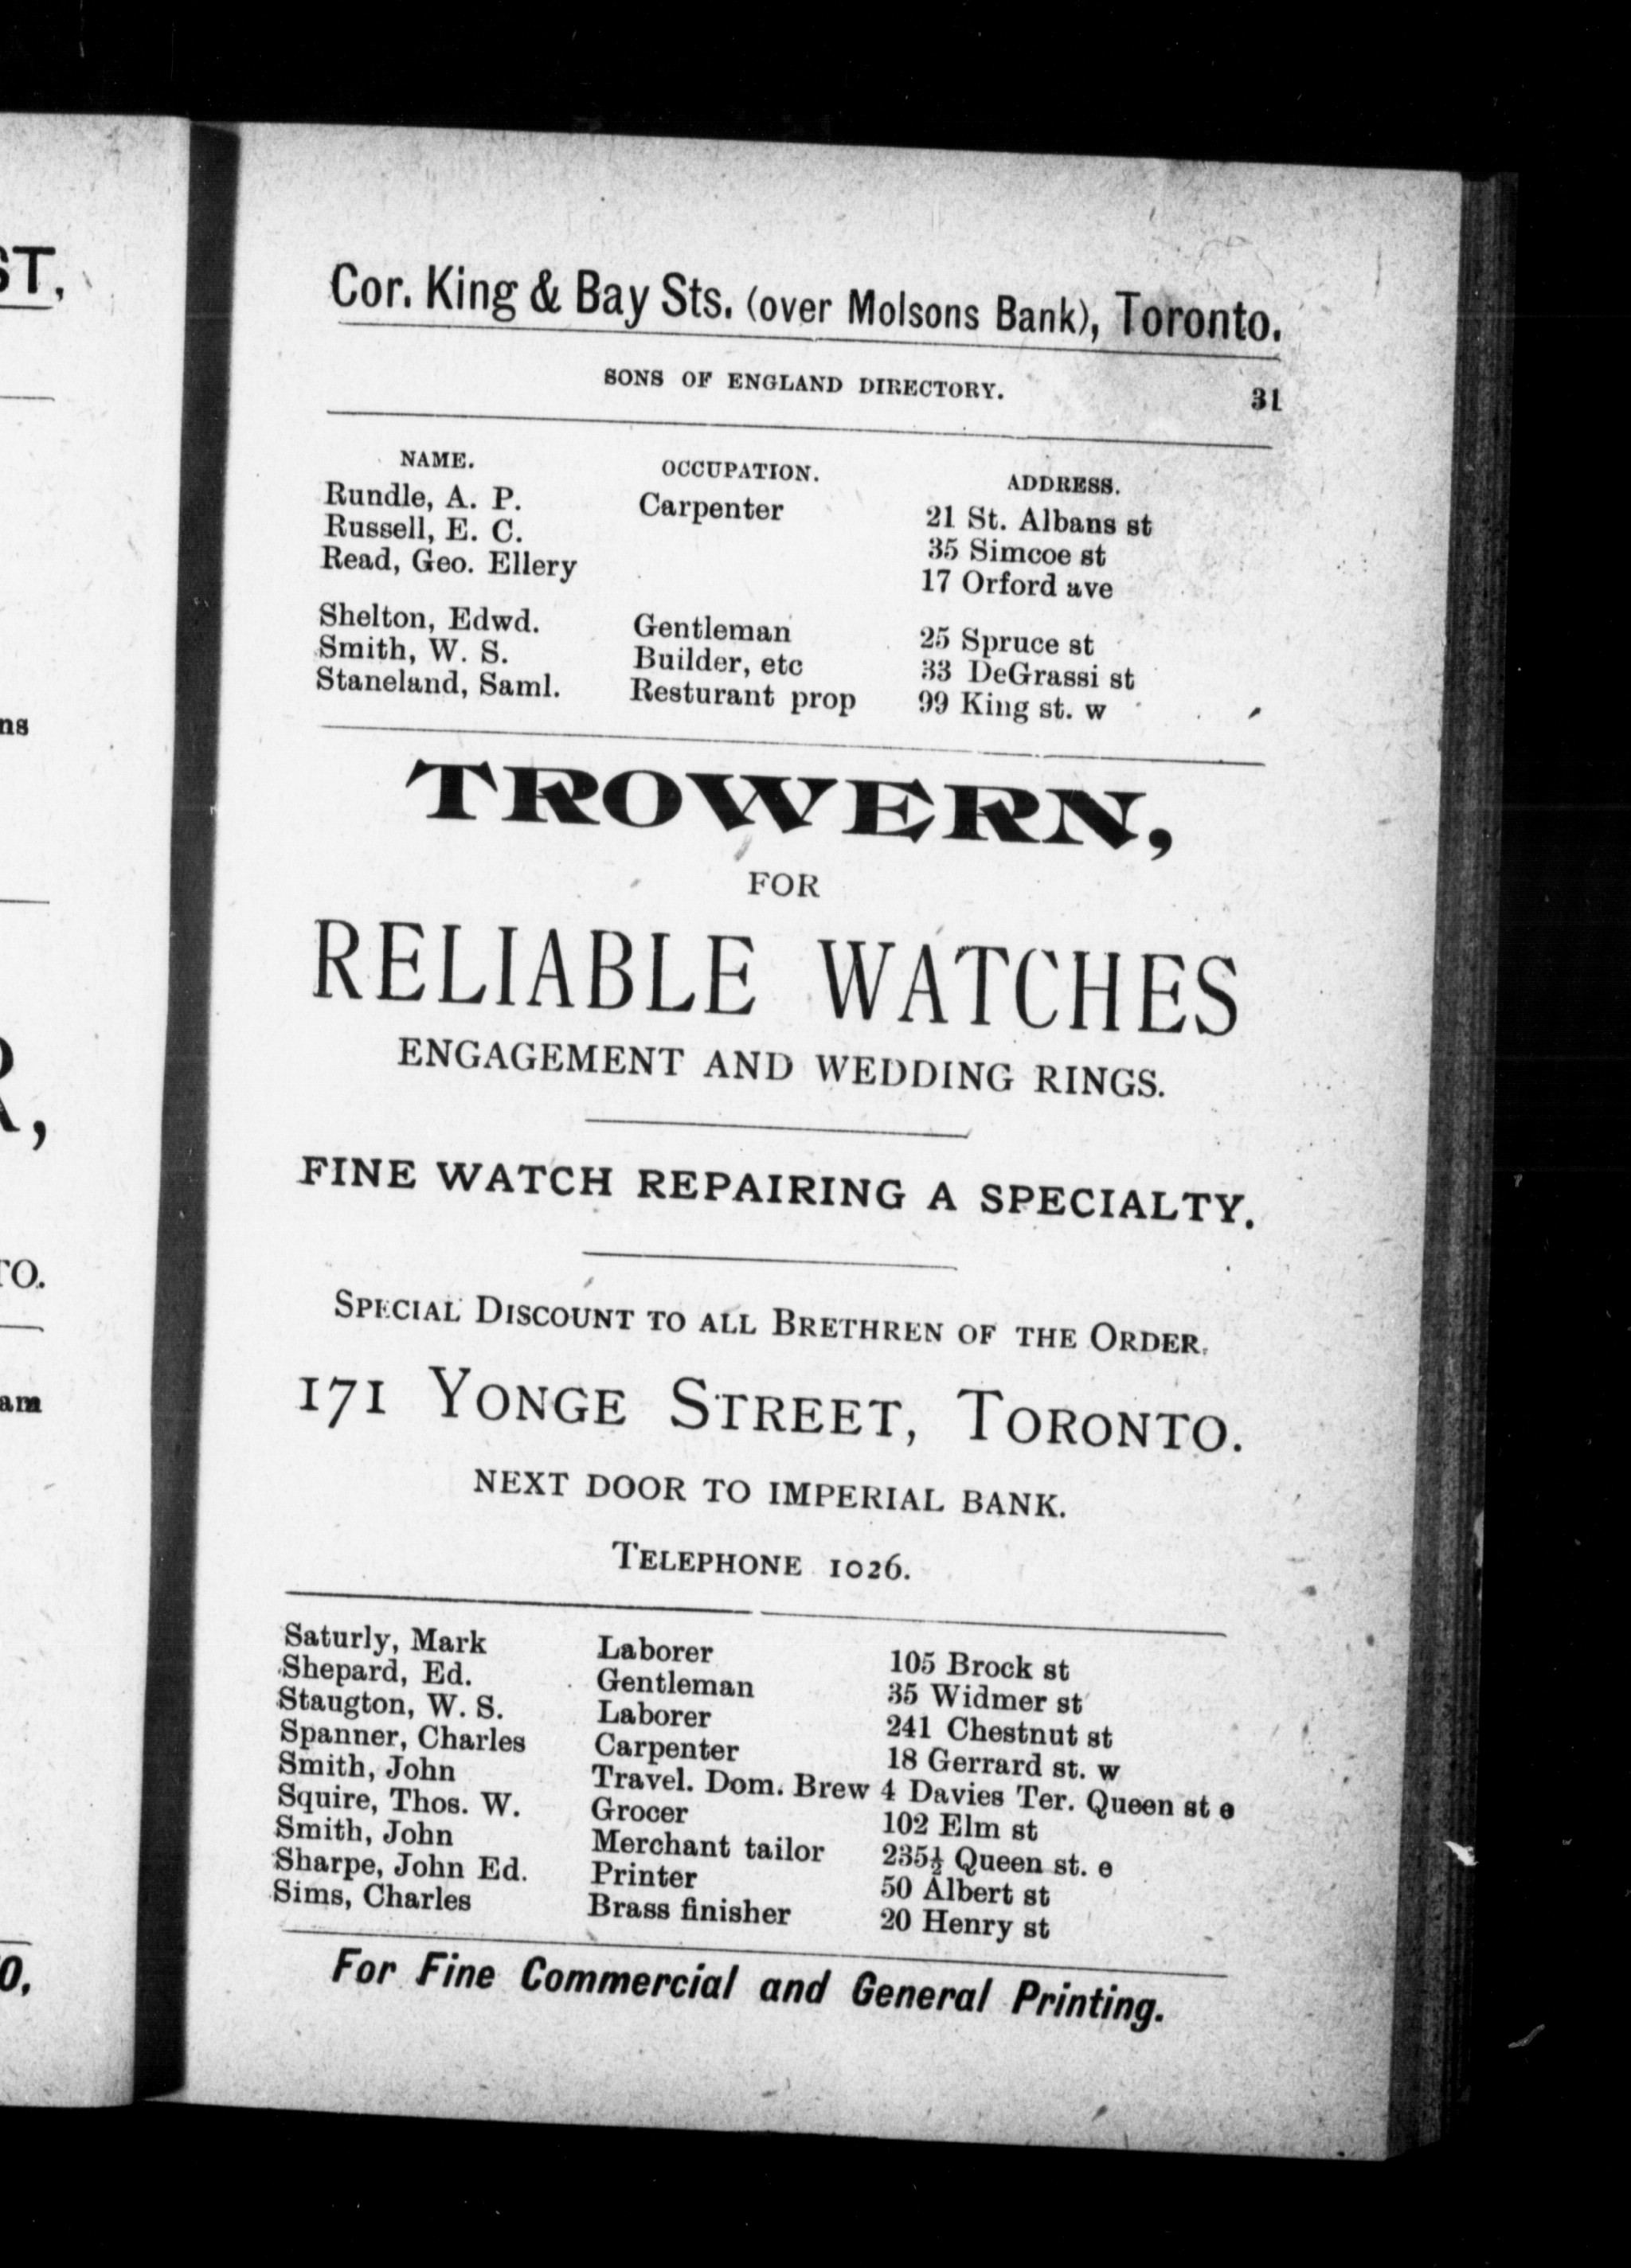 ST,
ns
R,
TO.
am
O,
Cor. King & Bay Sts. (over Molsons Bank), Toronto.
SONS OF ENGLAND DIRECTORY. 31
NAME. OCCUPATION. ADDRESS.
Rundle, A. P. Carpenter 21 St. Albans st
Russell, E. C. 35 Simcoe st
Read, Geo. Ellery 17 Orford ave
Shelton, Edwd. Gentleman 25 Spruce st
Smith, W. S. Builder, etc 33 DeGrassi st
Staneland, Saml. Resturant prop 99 King st. w
TROWERN,
FOR
RELIABLE WATCHES
ENGAGEMENT AND WEDDING RINGS.
FINE WATCH REPAIRING A SPECIALTY.
SPECIAL DISCOUNT TO ALL BRETHREN OF THE ORDER.
171 YONGE STREET, TORONTO.
NEXT DOOR TO IMPERIAL BANK.
TELEPHONE 1026.
Saturly, Mark Laborer 105 Brock st
Shepard, Ed. Gentleman 35 Widmer st
Staugton, W. S. Laborer 241 Chestnut st
Spanner, Charles Carpenter 18 Gerrard st. w
Smith, John Travel. Dom. Brew 4 Davies Ter. Queen st e
Squire, Thos. W. Grocer 102 Elm st
Smith, John Merchant tailor 235½ Queen st. e
Sharpe, John Ed. Printer 50 Albert st
Sims, Charles Brass finisher 20 Henry st
For Fine Commercial and General Printing.